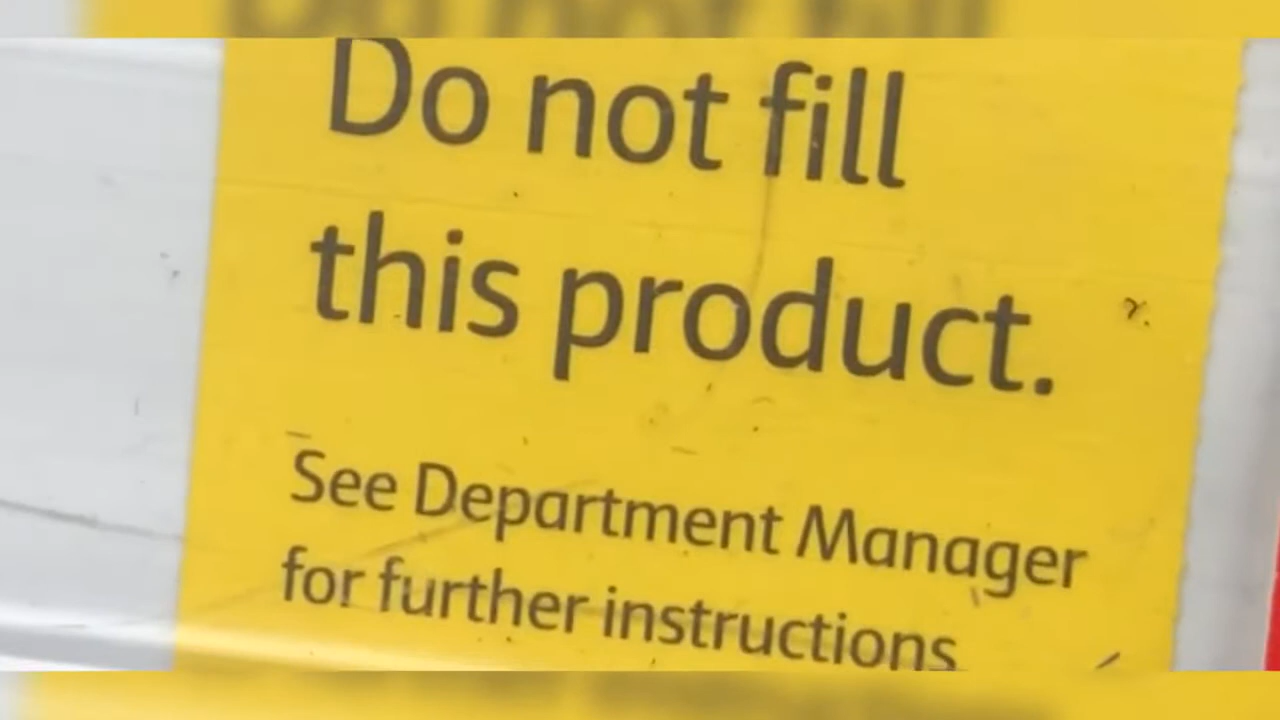 Do not fill
this product.
See Department Manager
for further instructions